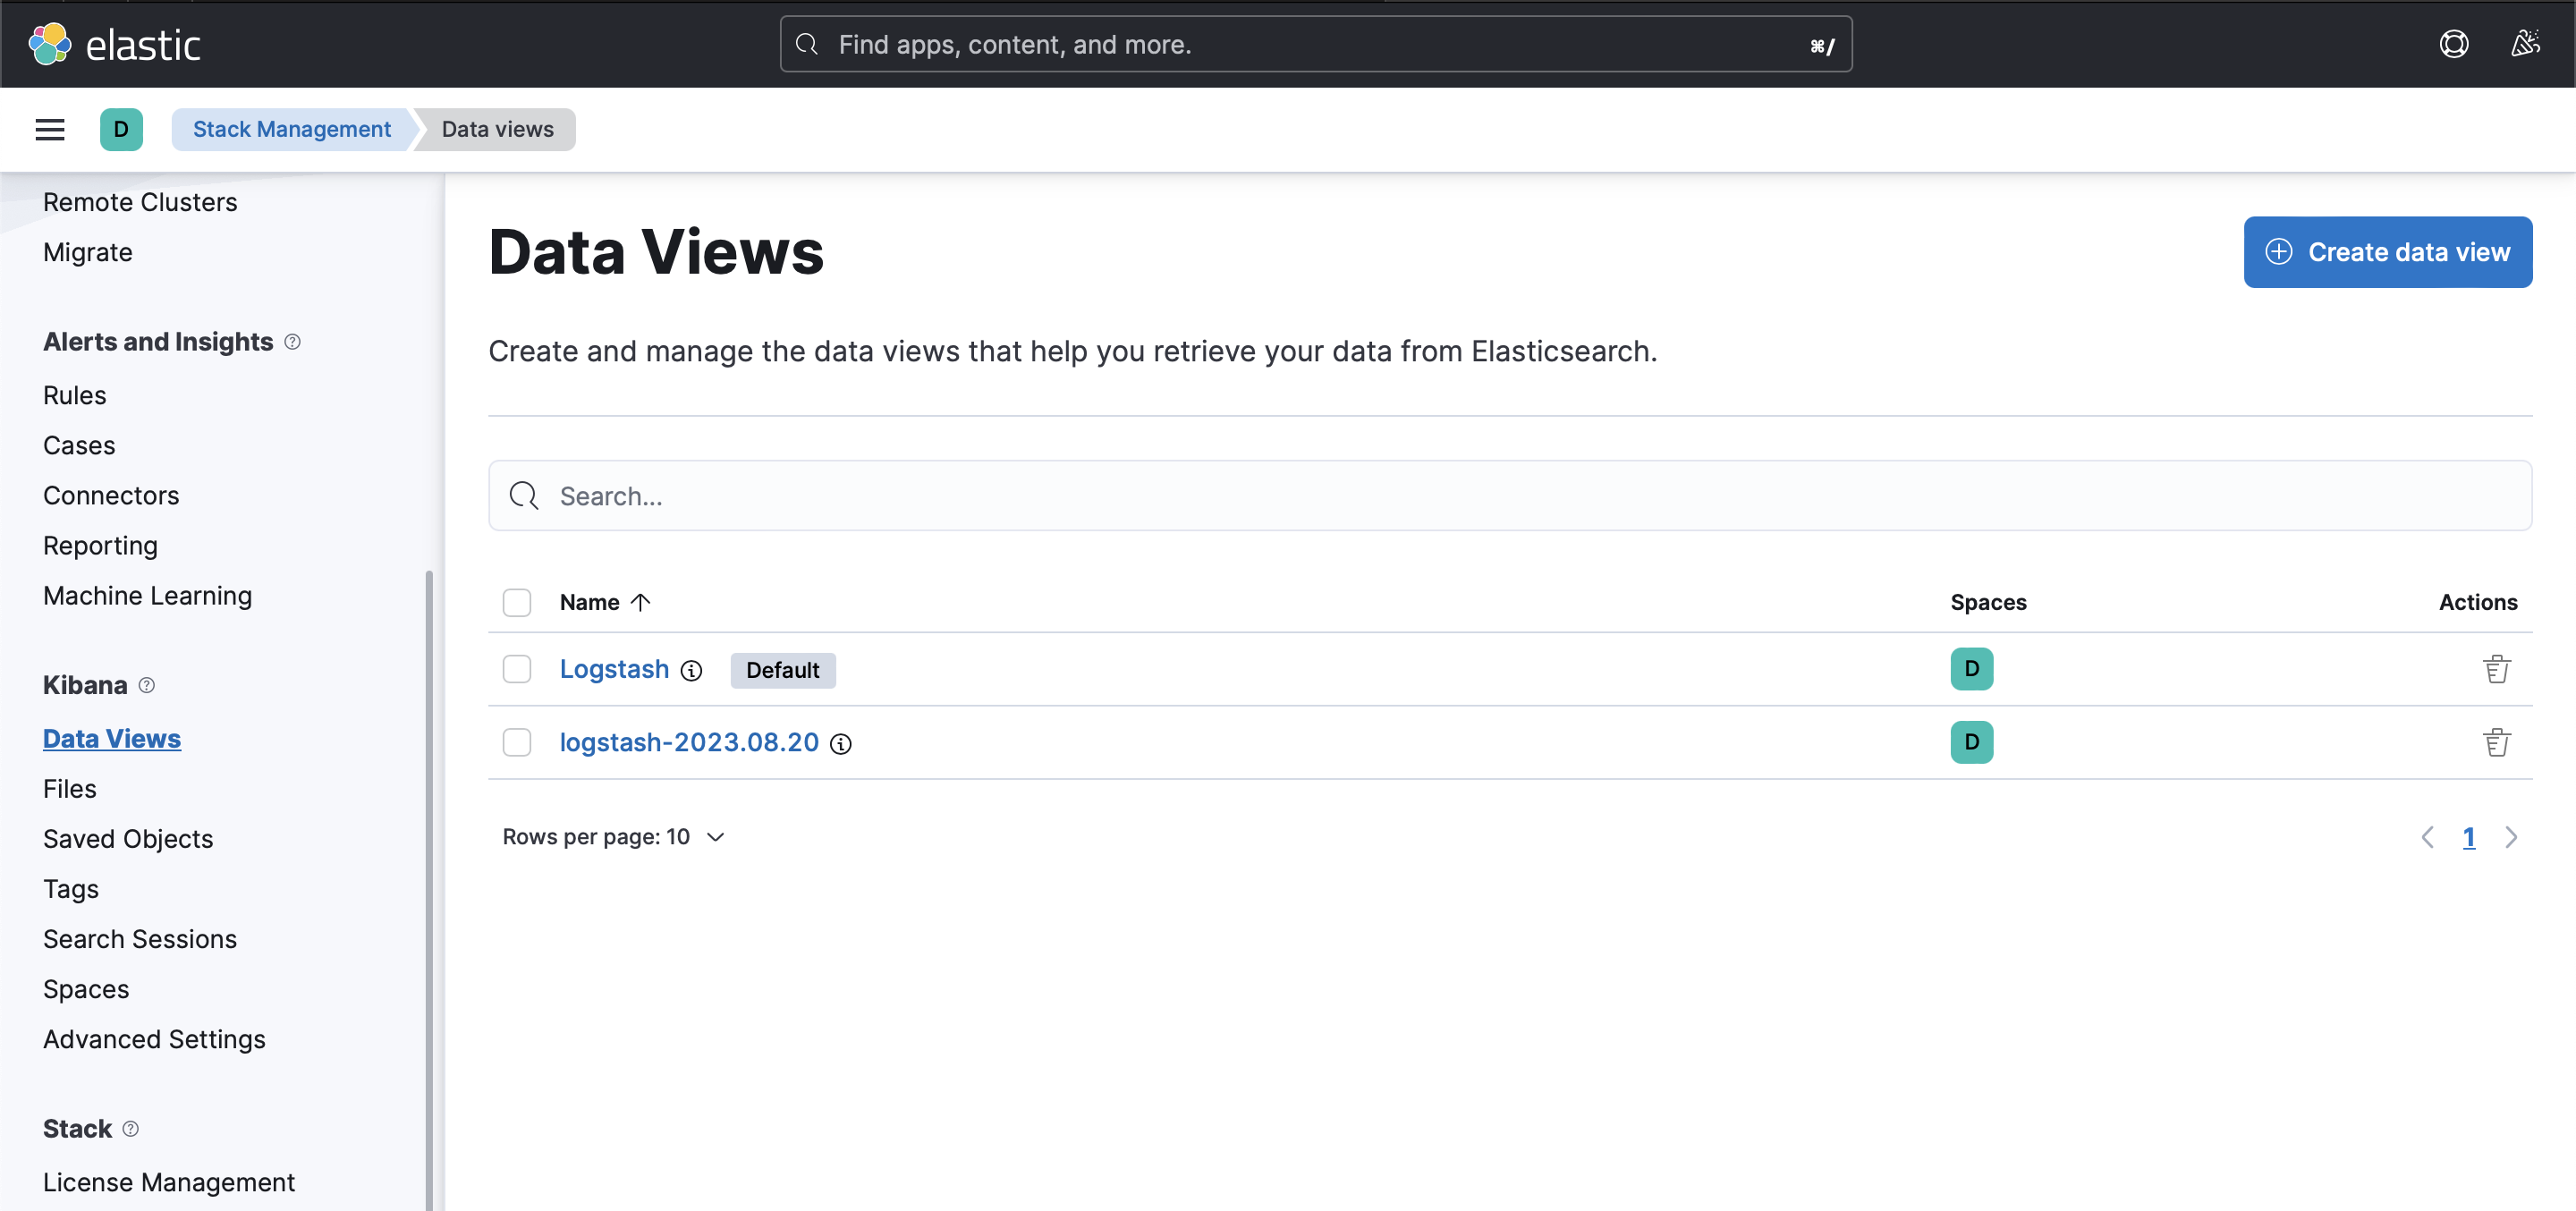 elastic
Find apps, content, and more.
⌘/
D
Stack Management
Data views
Remote Clusters
Migrate
Alerts and Insights
Rules
Cases
Connectors
Reporting
Machine Learning
Kibana
Data Views
Files
Saved Objects
Tags
Search Sessions
Spaces
Advanced Settings
Stack
License Management
Data Views
Create data view
Create and manage the data views that help you retrieve your data from Elasticsearch.
Search...
Name Spaces Actions
Logstash Default D
logstash-2023.08.20 D
Rows per page: 10
1